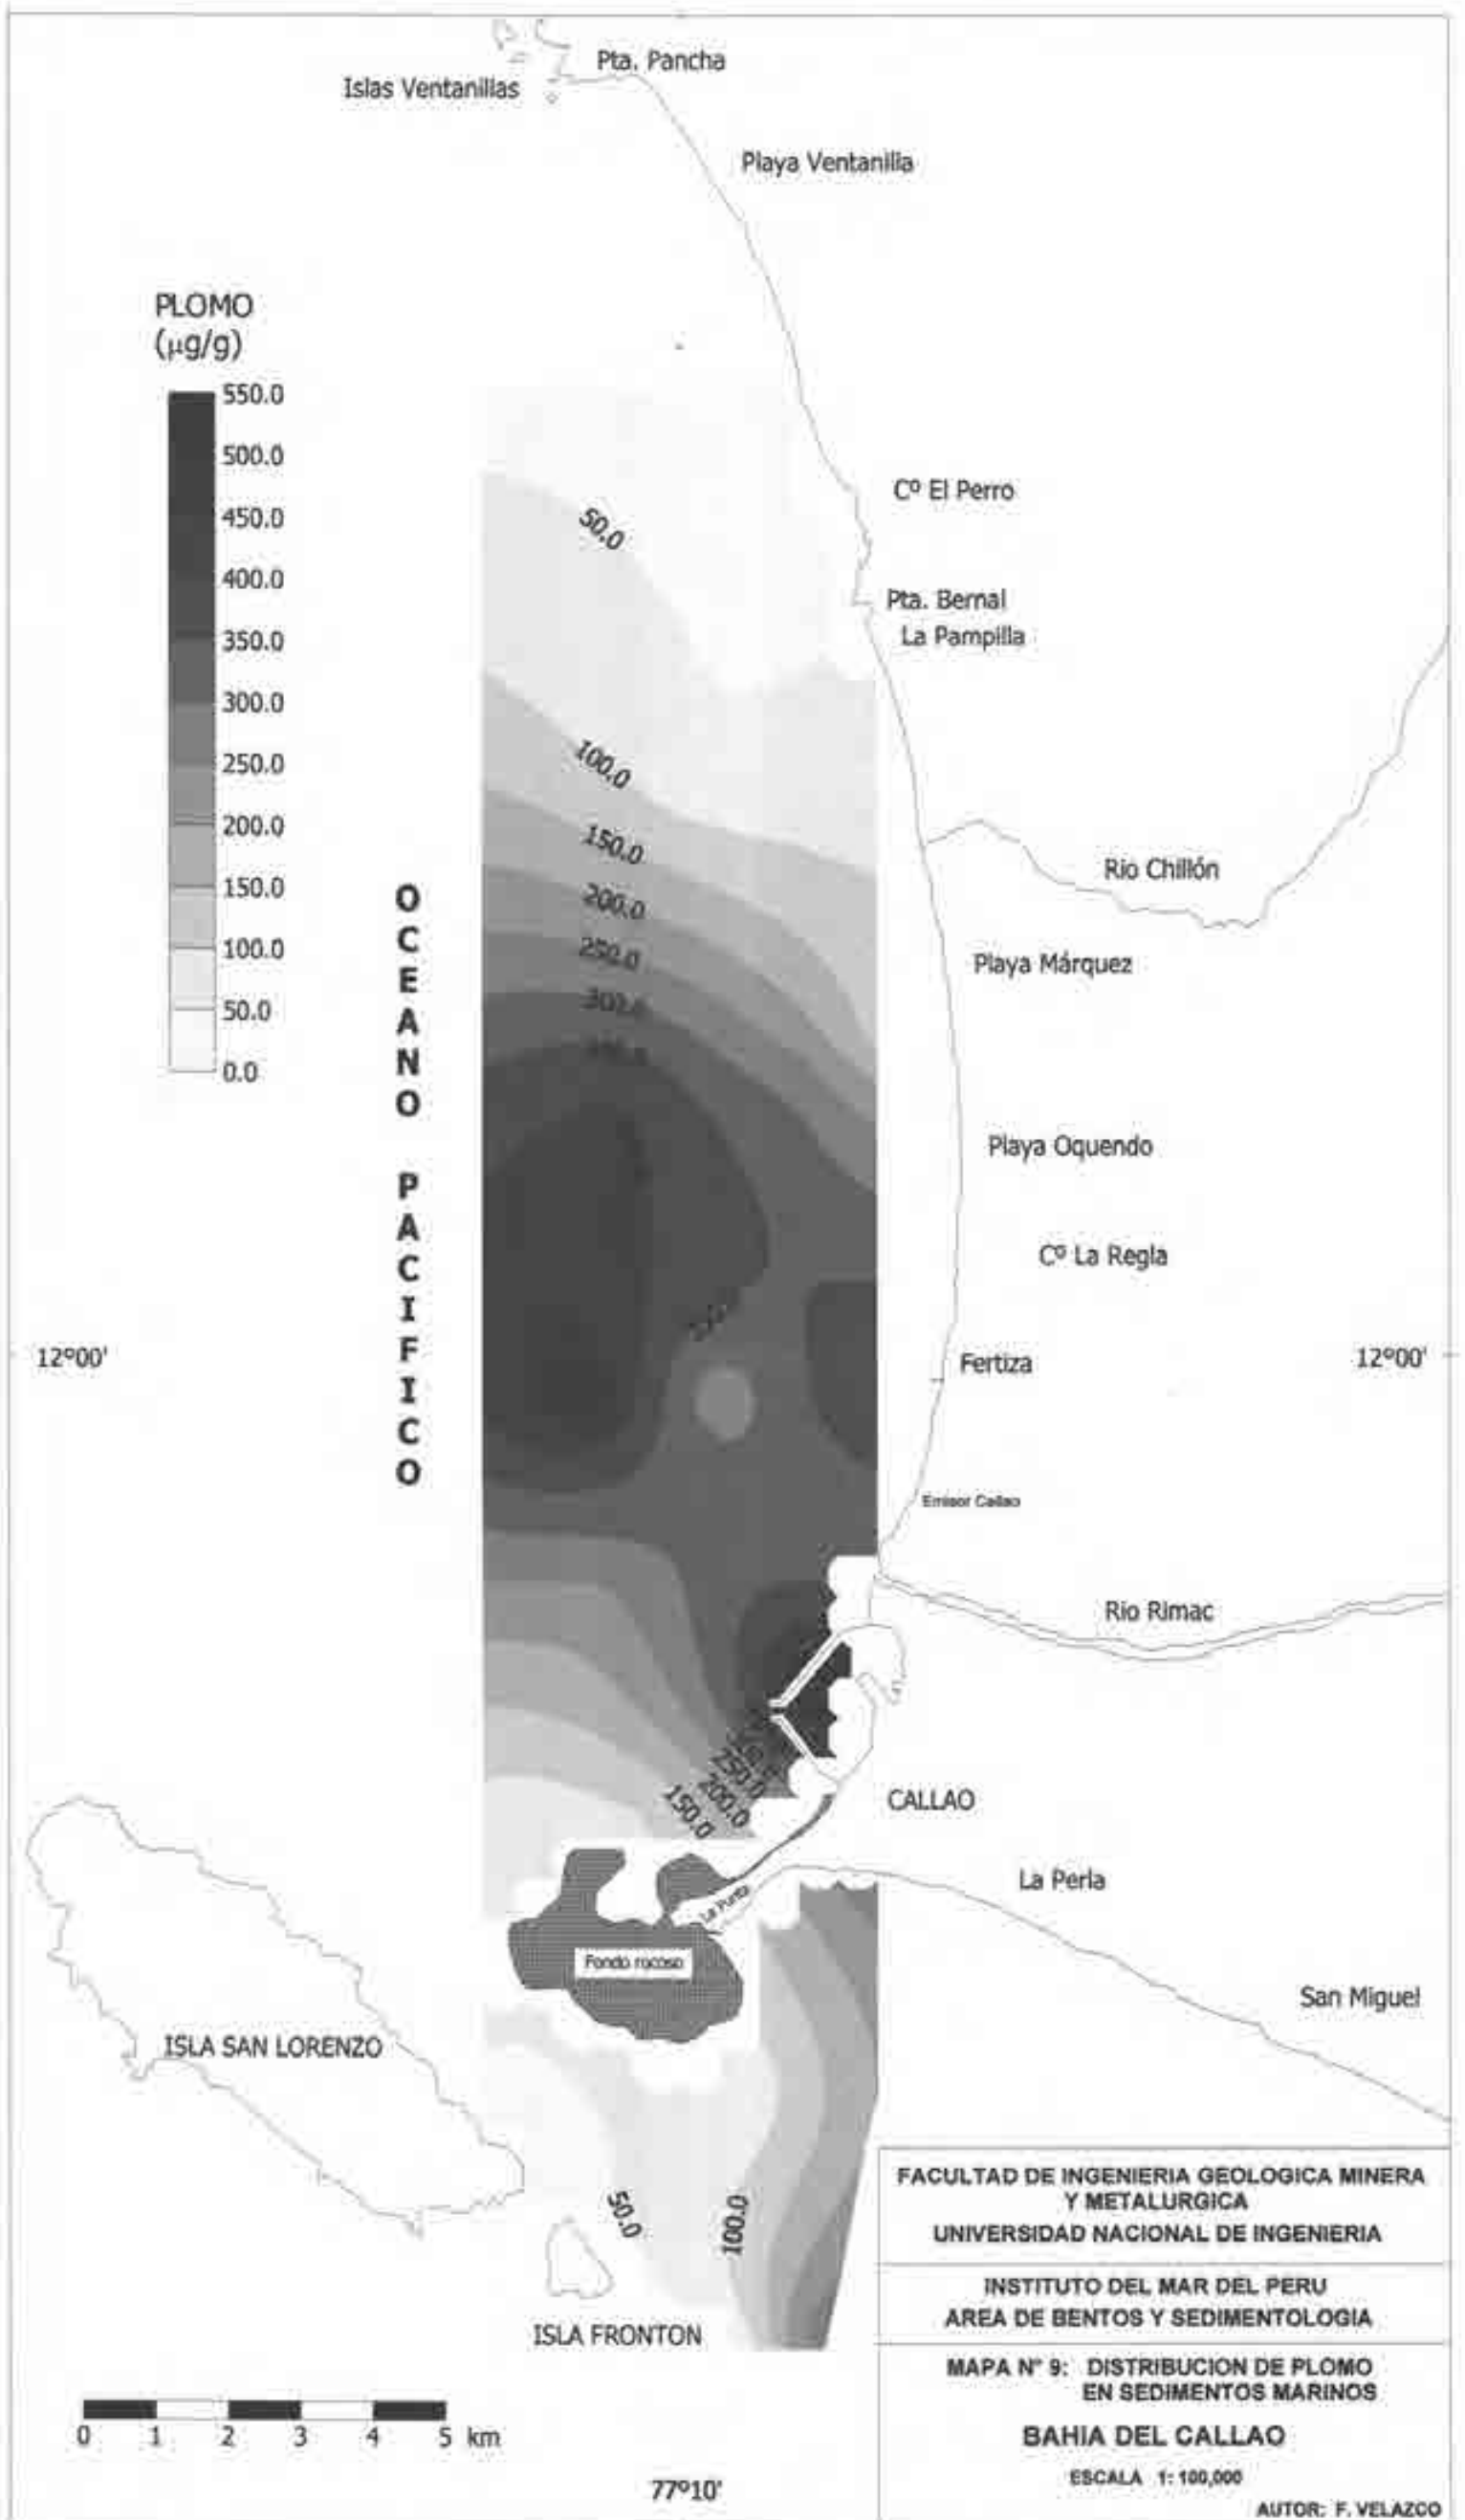 Pta. Pancha
Islas Ventanillas
Playa Ventanilla
PLOMO
(µg/g)
550.0
500.0
450.0
400.0
350.0
300.0
250.0
200.0
150.0
100.0
50.0
0.0
Cº El Perro
50.0
Pta. Bernal
La Pampilla
100.0
150.0
200.0
250.0
300.0
Rio Chillón
OCEANO PACIFICO
Playa Márquez
Playa Oquendo
Cº La Regla
12º00'
Fertiza
12º00'
Emisor Callao
Rio Rimac
250.0
200.0
150.0
CALLAO
La Perla
La Punta
Fondo rocoso
San Miguel
ISLA SAN LORENZO
50.0
100.0
ISLA FRONTON
FACULTAD DE INGENIERIA GEOLOGICA MINERA
Y METALURGICA
UNIVERSIDAD NACIONAL DE INGENIERIA
INSTITUTO DEL MAR DEL PERU
AREA DE BENTOS Y SEDIMENTOLOGIA
MAPA N° 9: DISTRIBUCION DE PLOMO
EN SEDIMENTOS MARINOS
BAHIA DEL CALLAO
ESCALA 1: 100,000
AUTOR: F. VELAZCO
0 1 2 3 4 5 km
77º10'